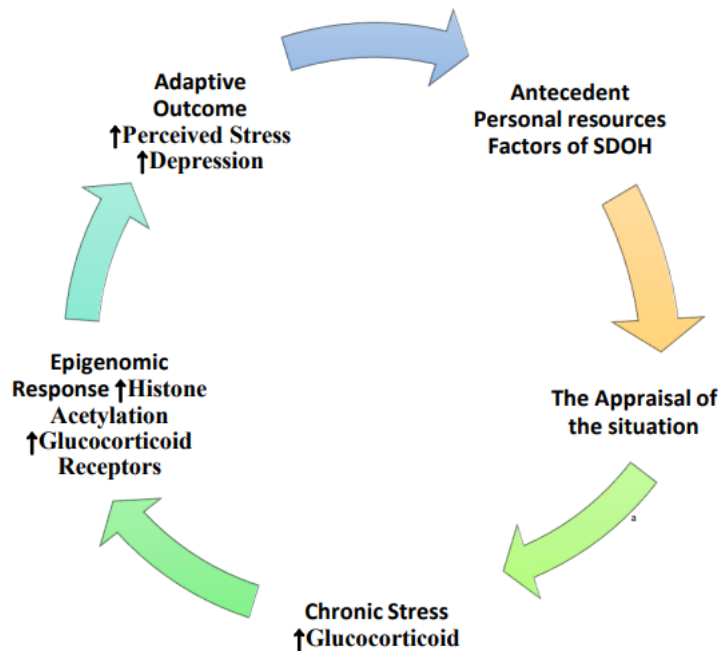 Adaptive
Outcome
↑Perceived Stress
↑Depression
Antecedent
Personal resources
Factors of SDOH
The Appraisal of
the situation
a
Chronic Stress
↑Glucocorticoid
Epigenomic
Response ↑Histone
Acetylation
↑Glucocorticoid
Receptors